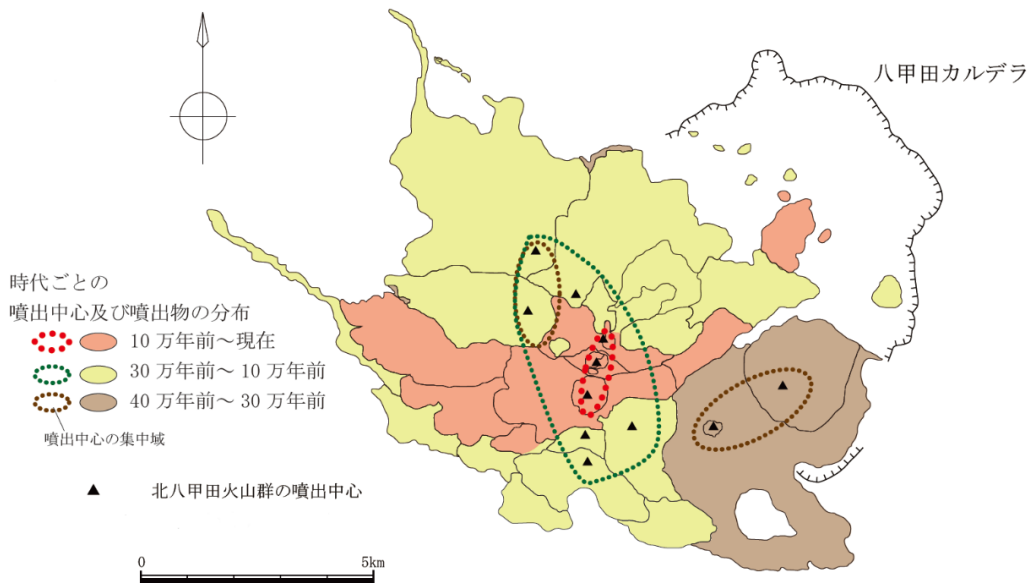 八甲田カルデラ
時代ごとの
噴出中心及び噴出物の分布
10 万年前～現在
30 万年前～ 10 万年前
40 万年前～ 30 万年前
噴出中心の集中域
▲ 北八甲田火山群の噴出中心
0 5km